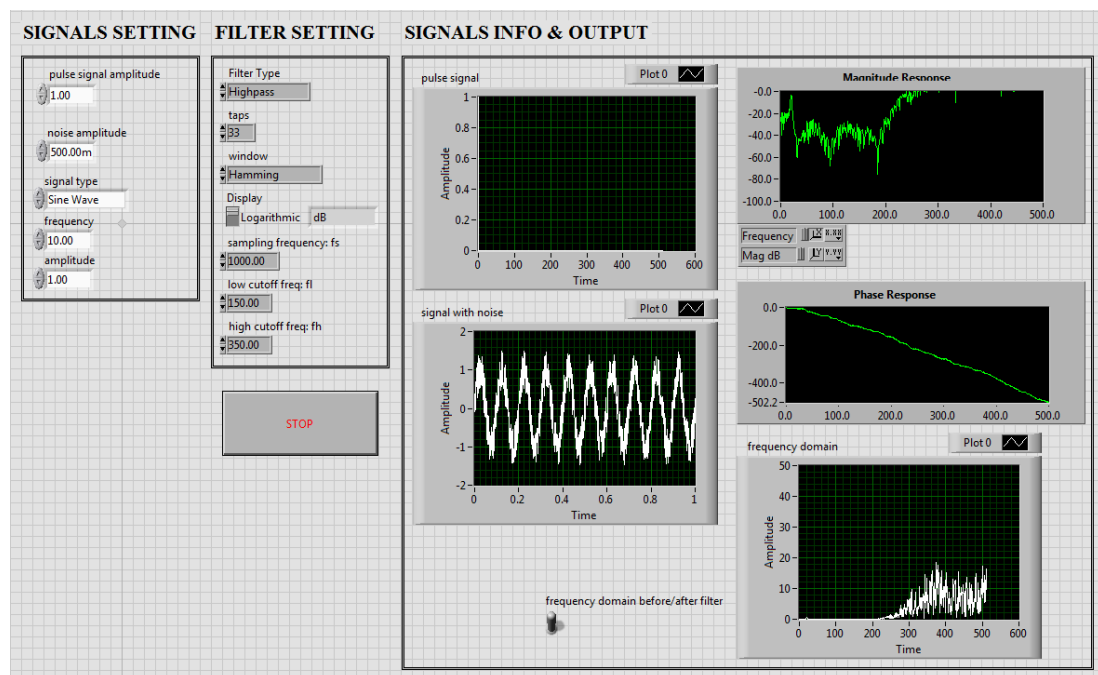 SIGNALS SETTING
pulse signal amplitude
1.00
noise amplitude
500.00m
signal type
Sine Wave
frequency
10.00
amplitude
1.00
FILTER SETTING
Filter Type
Highpass
taps
33
window
Hamming
Display
Logarithmic dB
sampling frequency: fs
1000.00
low cutoff freq: fl
150.00
high cutoff freq: fh
350.00
STOP
SIGNALS INFO & OUTPUT
pulse signal
Plot 0
Amplitude
1
0.8
0.6
0.4
0.2
0
0 100 200 300 400 500 600
Time
signal with noise
Plot 0
Amplitude
2
1
0
-1
-2
0 0.2 0.4 0.6 0.8 1
Time
frequency domain before/after filter
Magnitude Response
-0.0
-20.0
-40.0
-60.0
-80.0
-100.0
0.0 100.0 200.0 300.0 400.0 500.0
Frequency
Mag dB
Phase Response
0.0
-200.0
-400.0
-502.2
0.0 100.0 200.0 300.0 400.0 500.0
frequency domain
Plot 0
Amplitude
50
40
30
20
10
0
0 100 200 300 400 500 600
Time